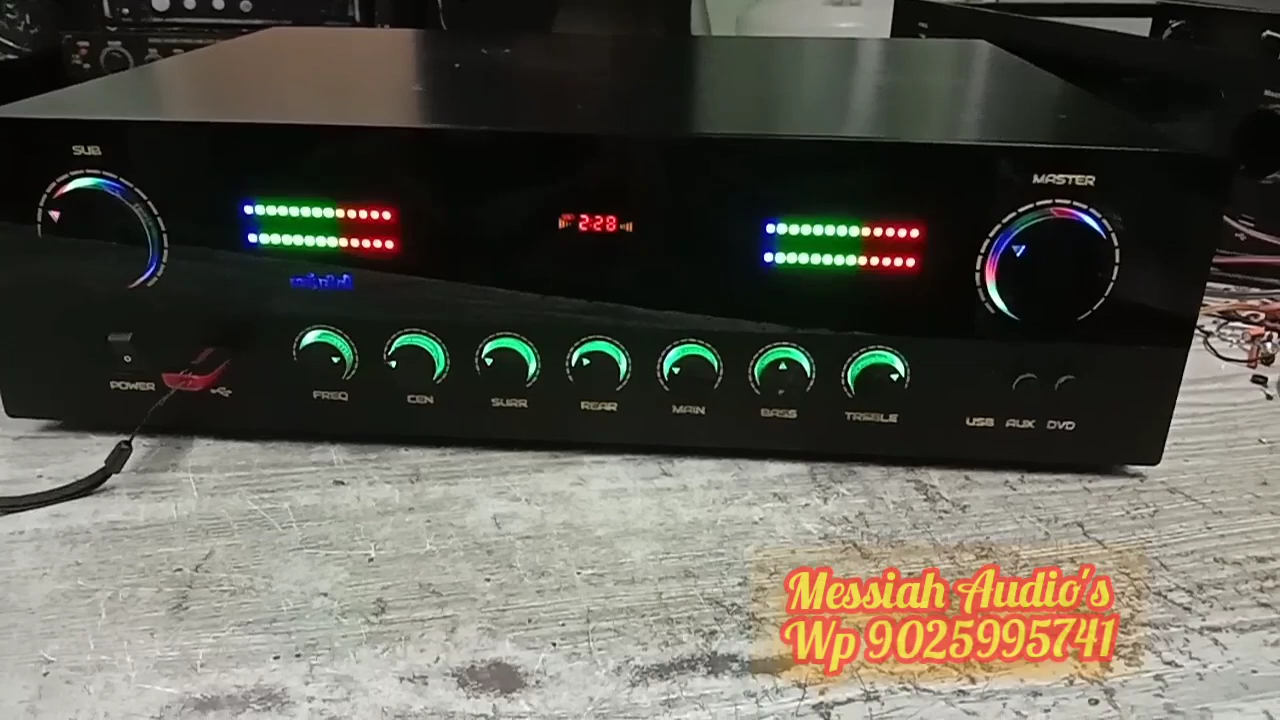 SUB
MASTER
2:28
POWER
FREQ
CEN
SURR
REAR
MAIN
BASS
TREBLE
USB AUX DVD
Messiah Audio's
Wp 9025995741